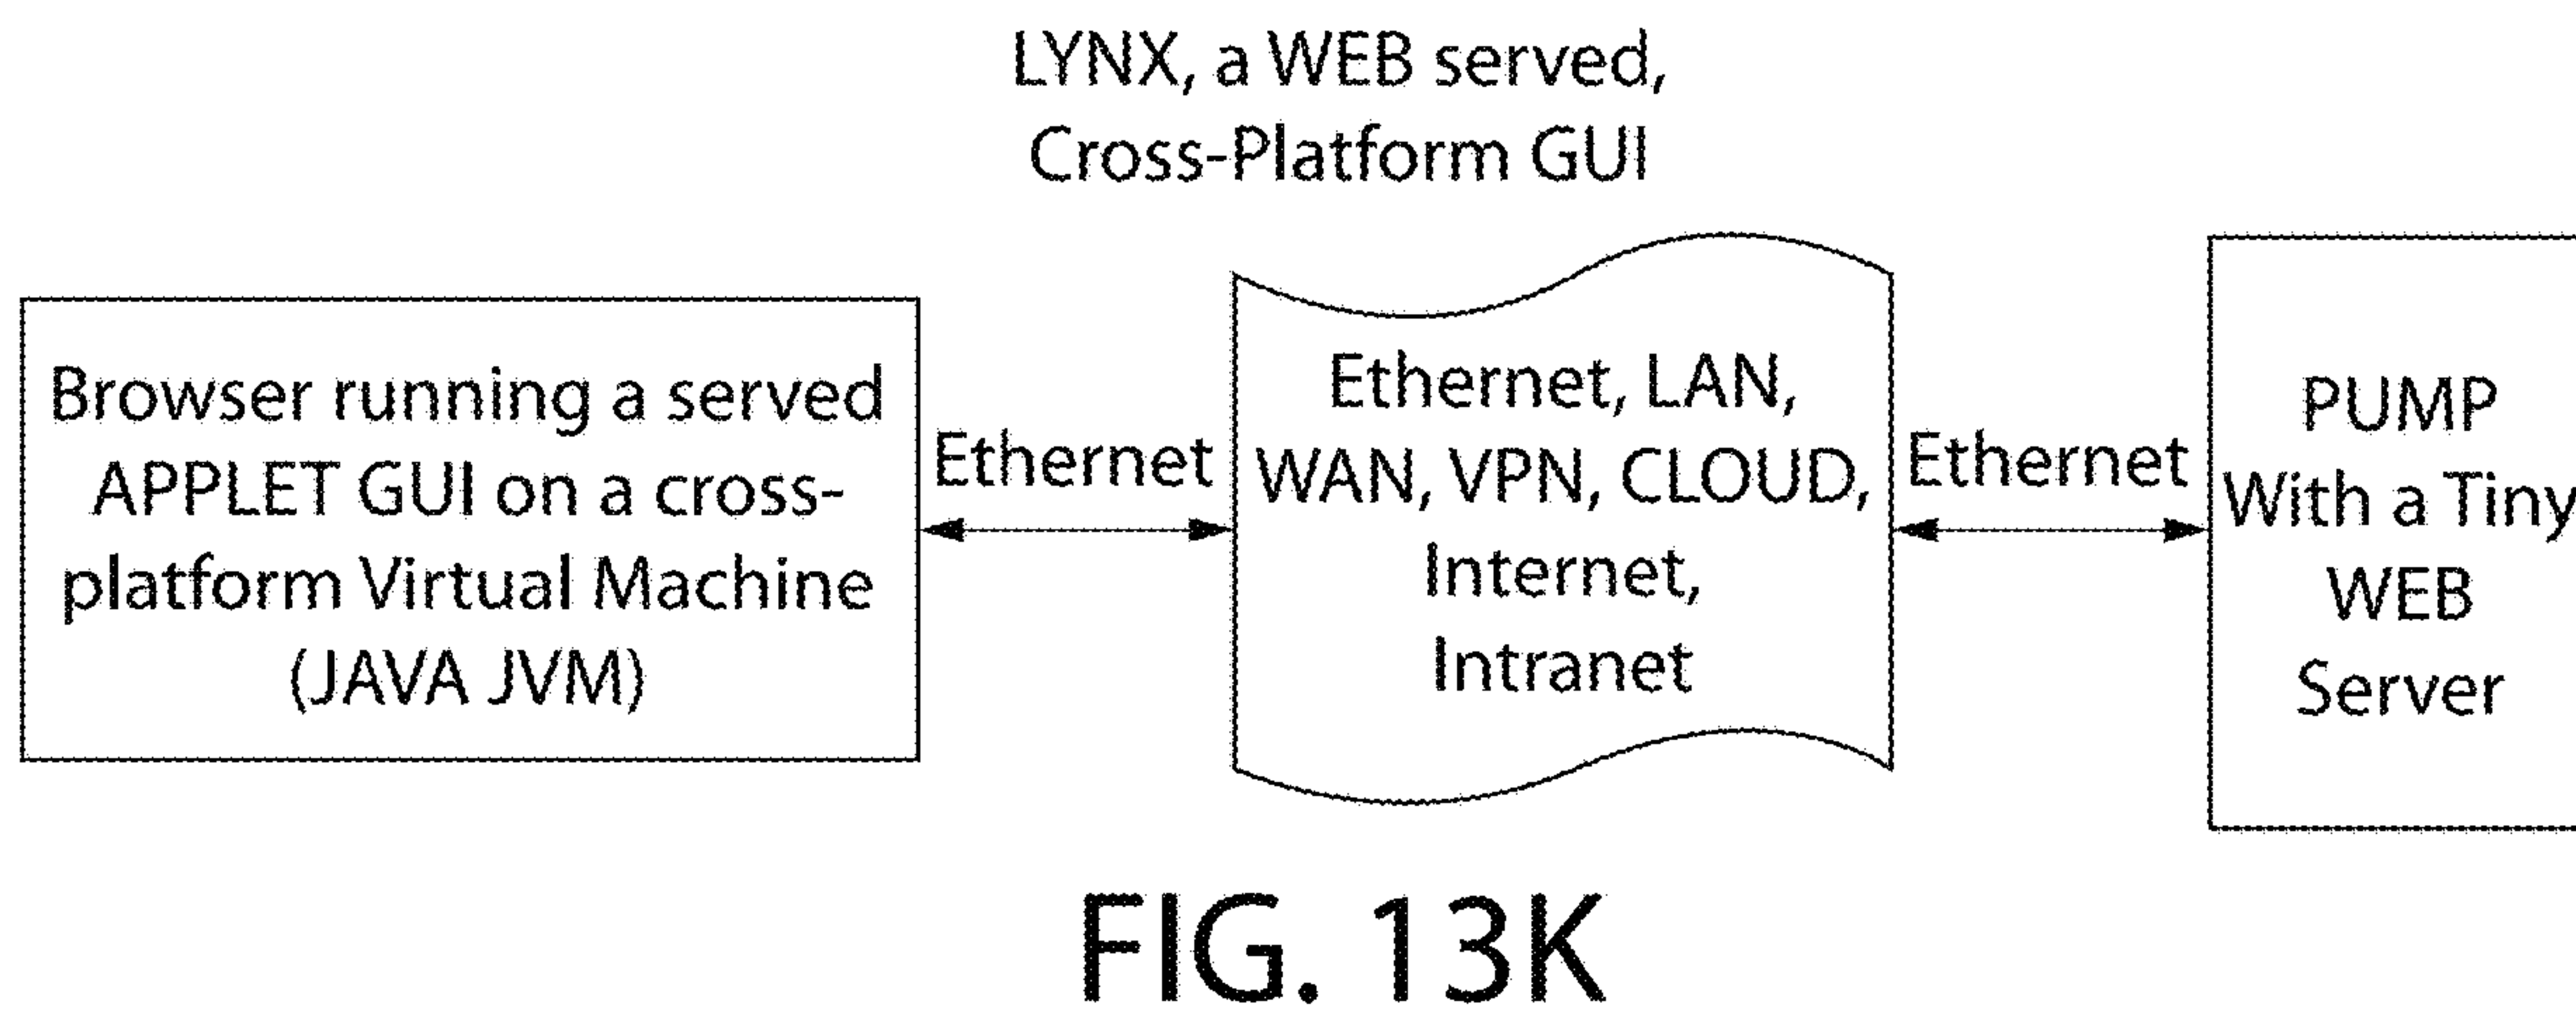 LYNX, a WEB served,
Cross-Platform GUI
Browser running a served
APPLET GUI on a cross-
platform Virtual Machine
(JAVA JVM)
Ethernet
Ethernet, LAN,
WAN, VPN, CLOUD,
Internet,
Intranet
Ethernet
PUMP
With a Tiny
WEB
Server
FIG. 13K